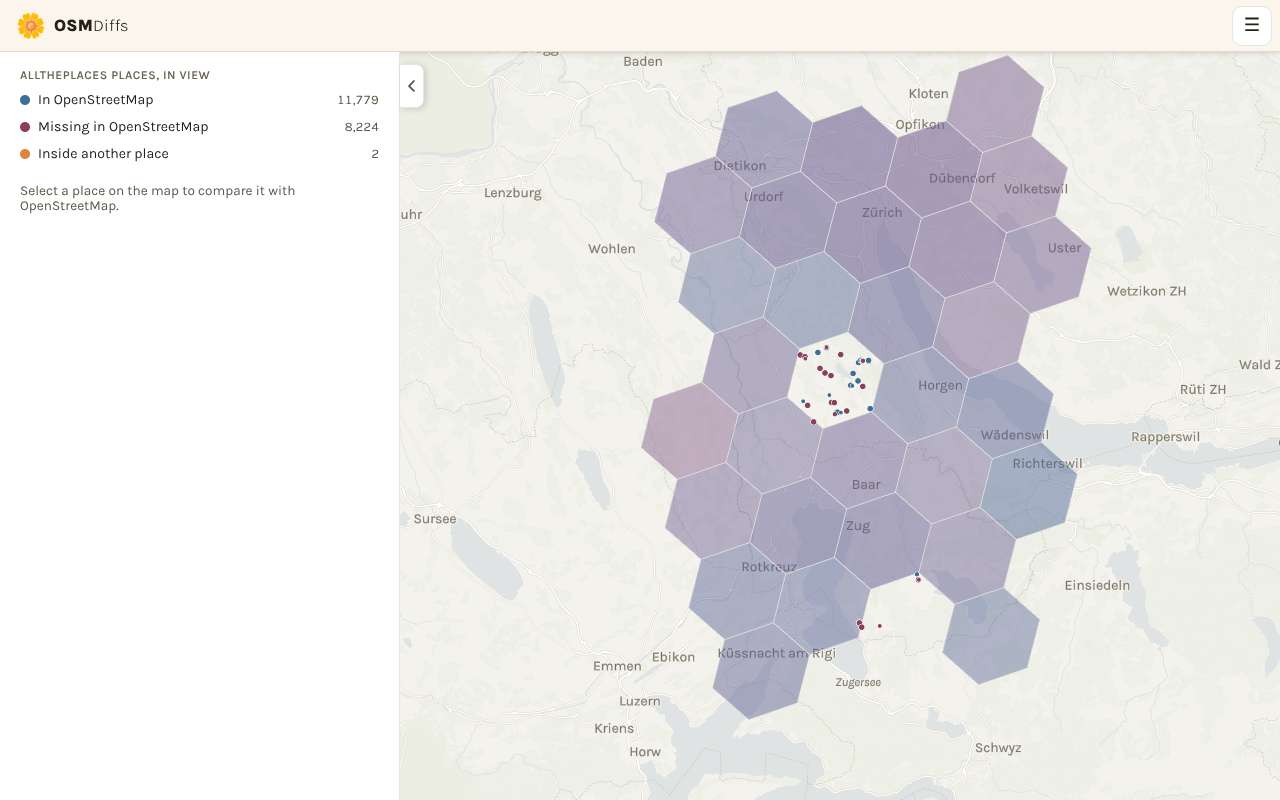 OSMDiffs
☰
ALLTHEPLACES PLACES, IN VIEW
In OpenStreetMap 11,779
Missing in OpenStreetMap 8,224
Inside another place 2
Select a place on the map to compare it with
OpenStreetMap.
Baden
Kloten
Opfikon
Dietikon
Dübendorf
Volketswil
Lenzburg
Urdorf
Zürich
uhr
Wohlen
Uster
Wetzikon ZH
Wald Z
Horgen
Rüti ZH
Wädenswil
Rapperswil
Richterswil
Baar
Sursee
Zug
Rotkreuz
Einsiedeln
Küssnacht am Rigi
Ebikon
Emmen
Zugersee
Luzern
Kriens
Horw
Schwyz